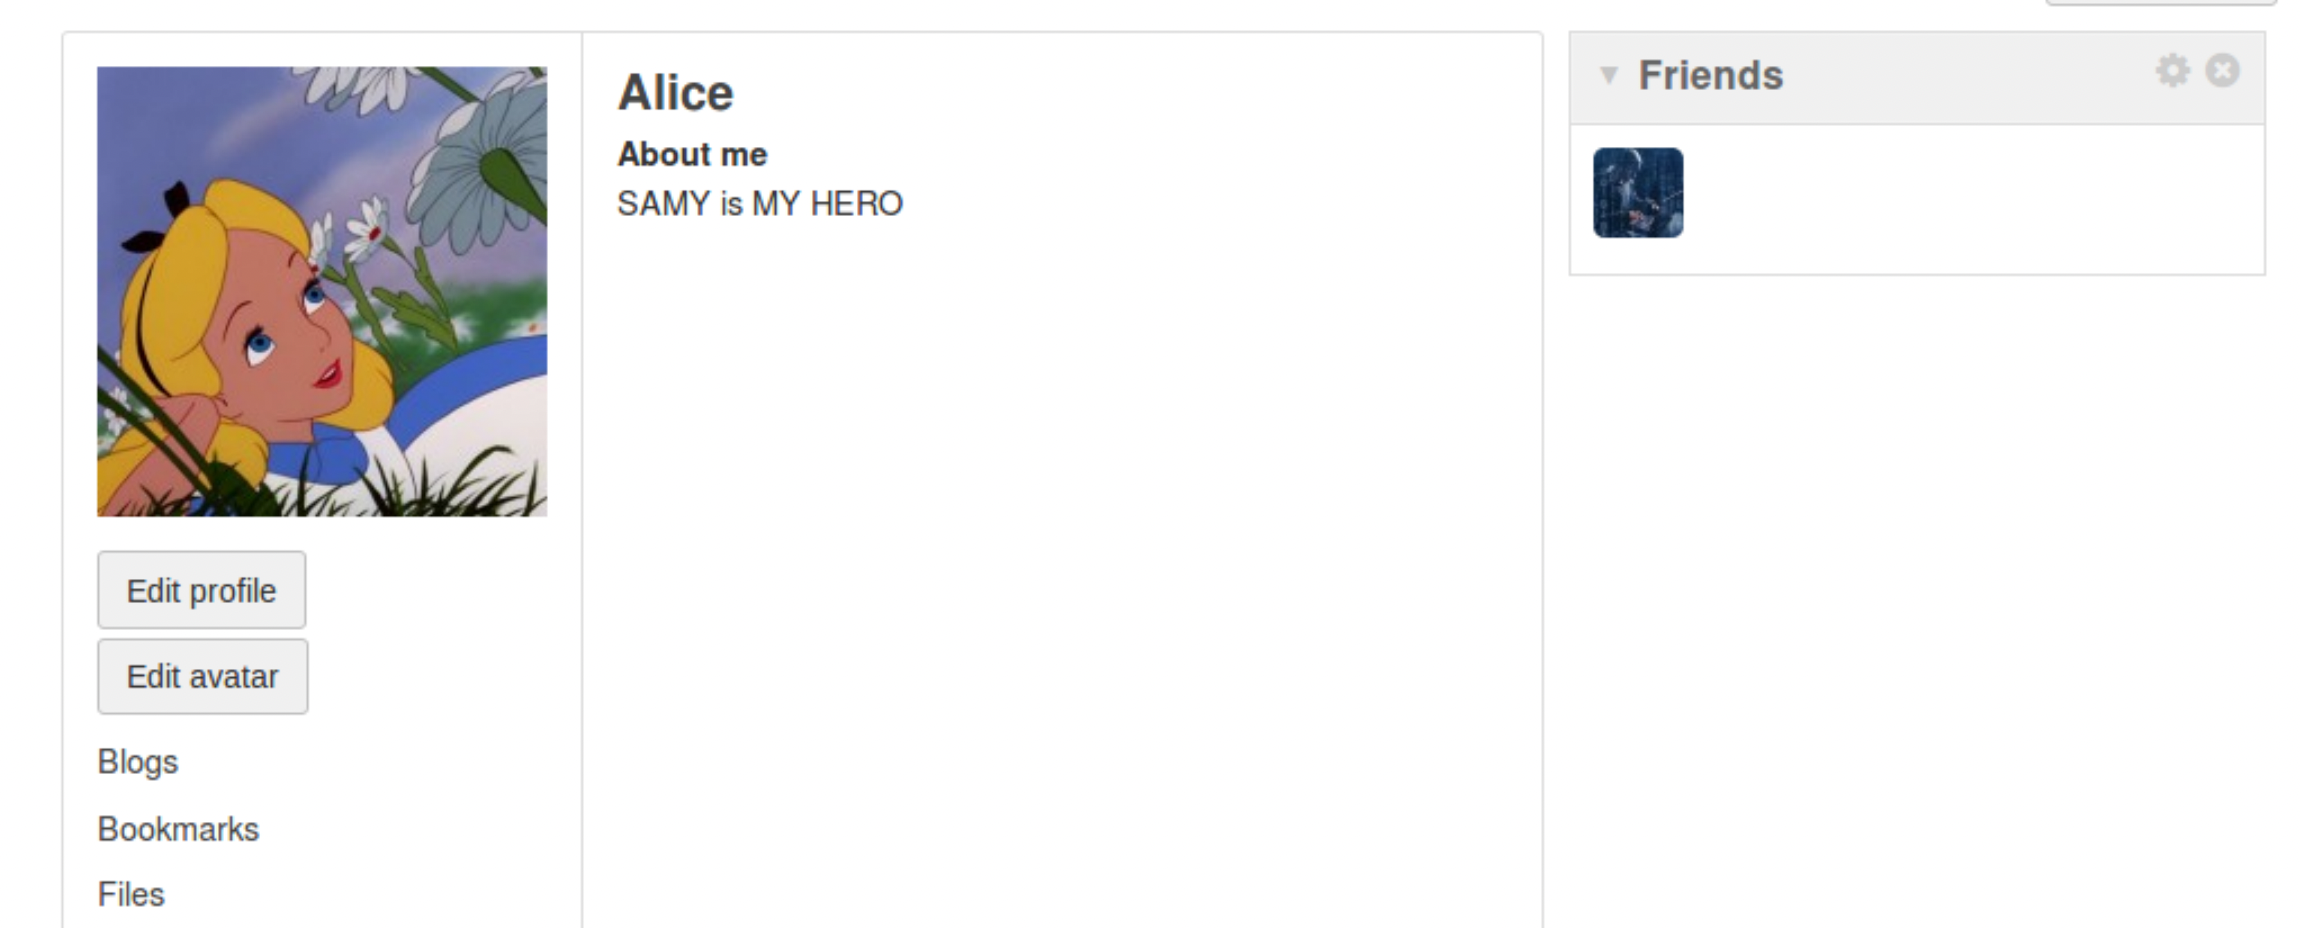 Alice
About me
SAMY is MY HERO
Edit profile
Edit avatar
Blogs
Bookmarks
Files
Friends